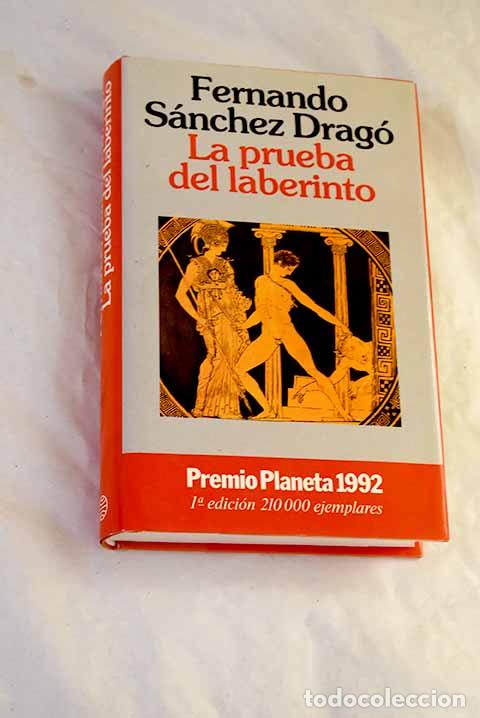 Fernando
Sánchez Dragó
La prueba
del laberinto
Premio Planeta 1992
1ª edición 210 000 ejemplares
La prueba del laberinto
todocoleccion